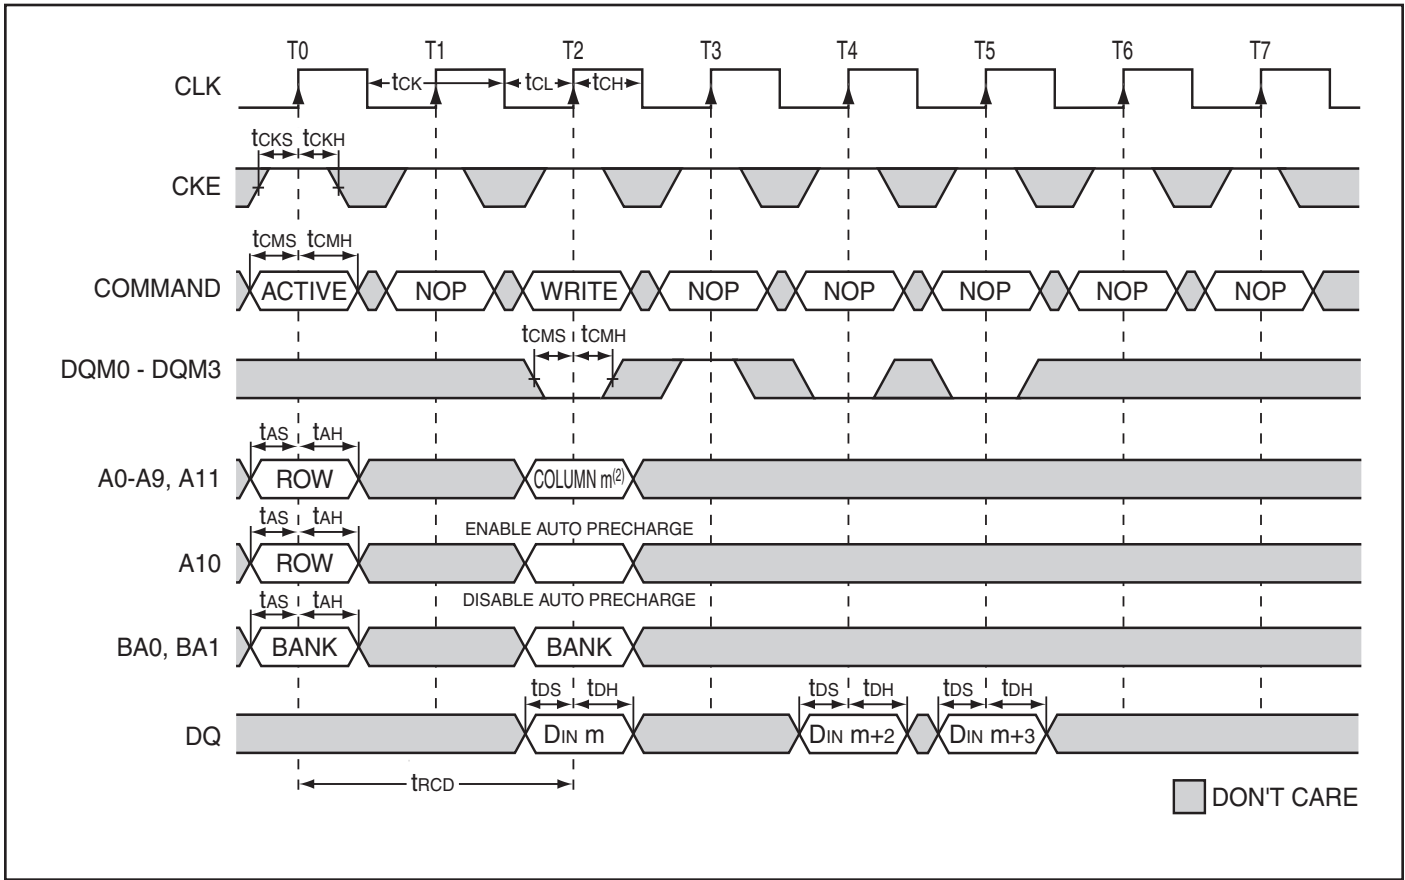 T0 T1 T2 T3 T4 T5 T6 T7
CLK tCK tCL tCH
tCKS tCKH
CKE
tCMS tCMH
COMMAND ACTIVE NOP WRITE NOP NOP NOP NOP NOP
tCMS tCMH
DQM0 - DQM3
tAS tAH
A0-A9, A11 ROW COLUMN m(2)
tAS tAH ENABLE AUTO PRECHARGE
A10 ROW
tAS tAH DISABLE AUTO PRECHARGE
BA0, BA1 BANK BANK
tDS tDH tDS tDH tDS tDH
DQ DIN m DIN m+2 DIN m+3
tRCD
DON'T CARE